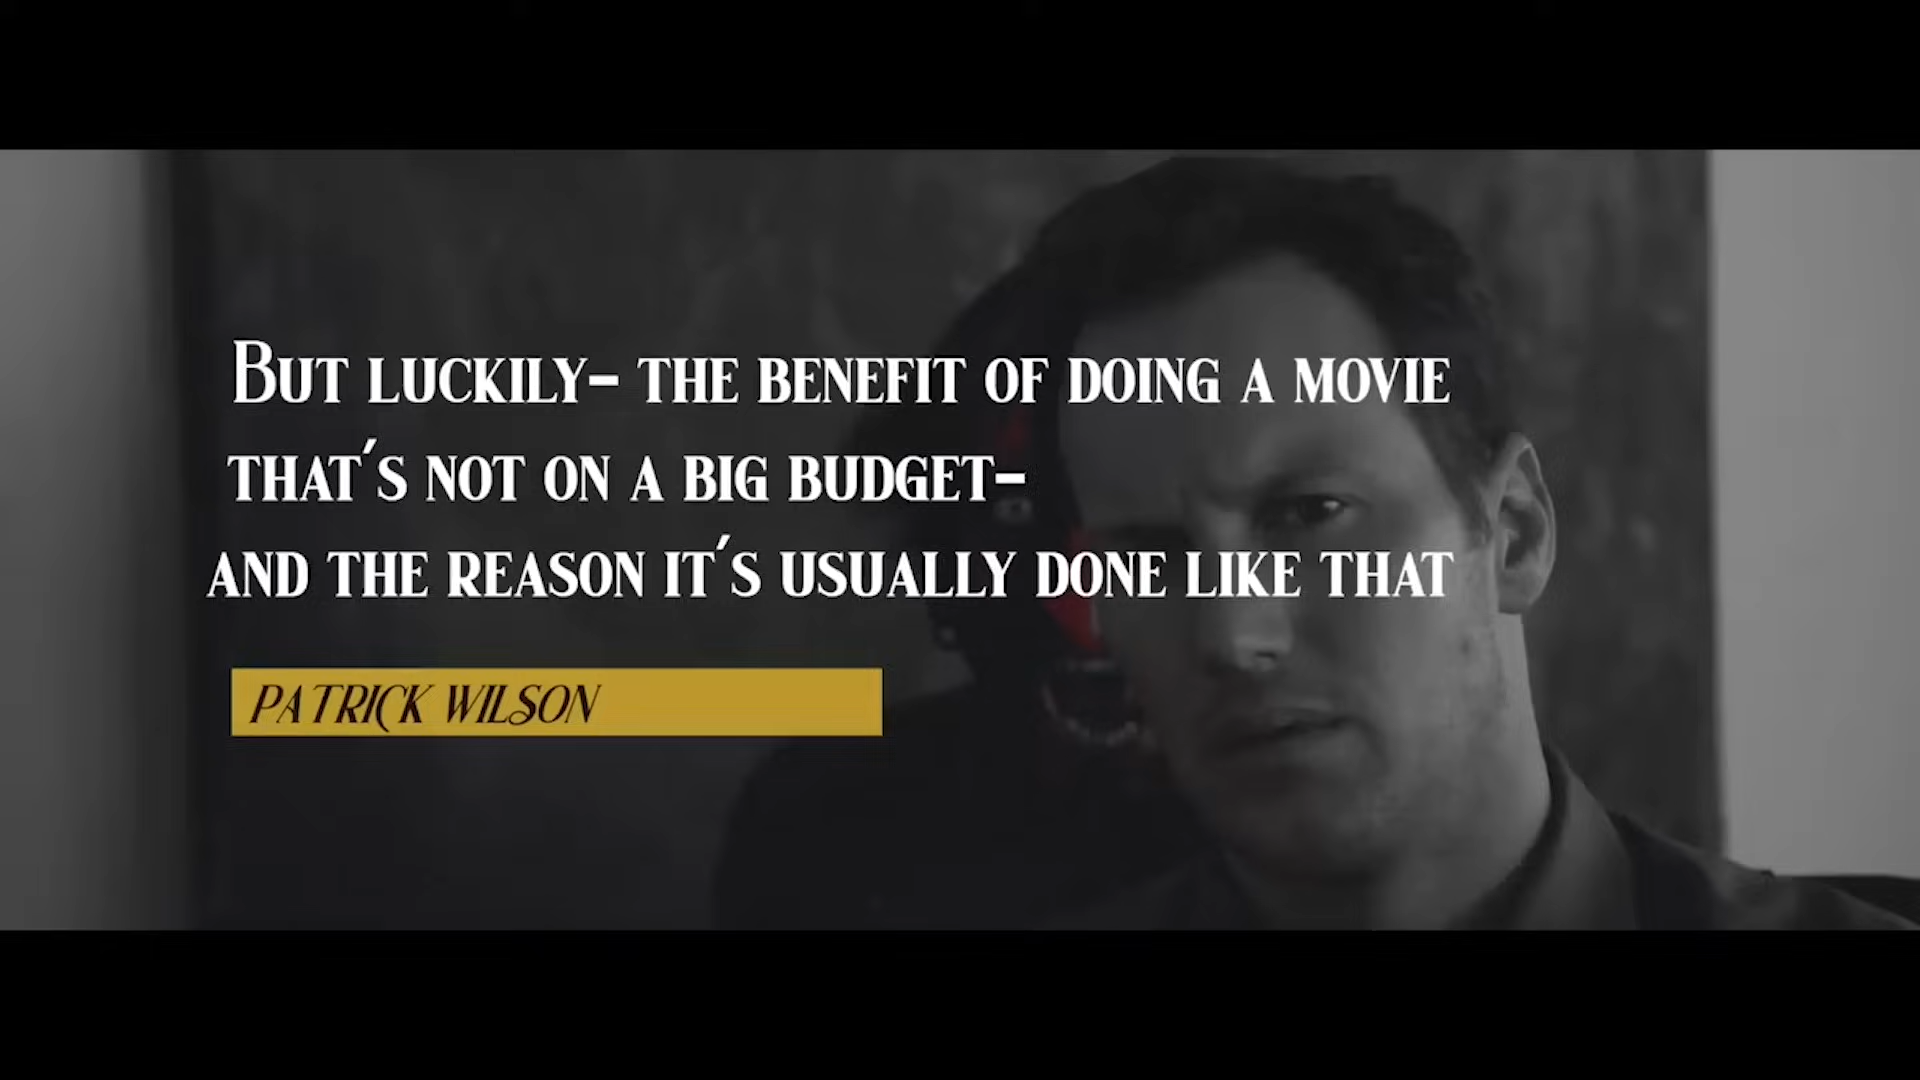 But luckily- the benefit of doing a movie
that's not on a big budget-
and the reason it's usually done like that
PATRICK WILSON